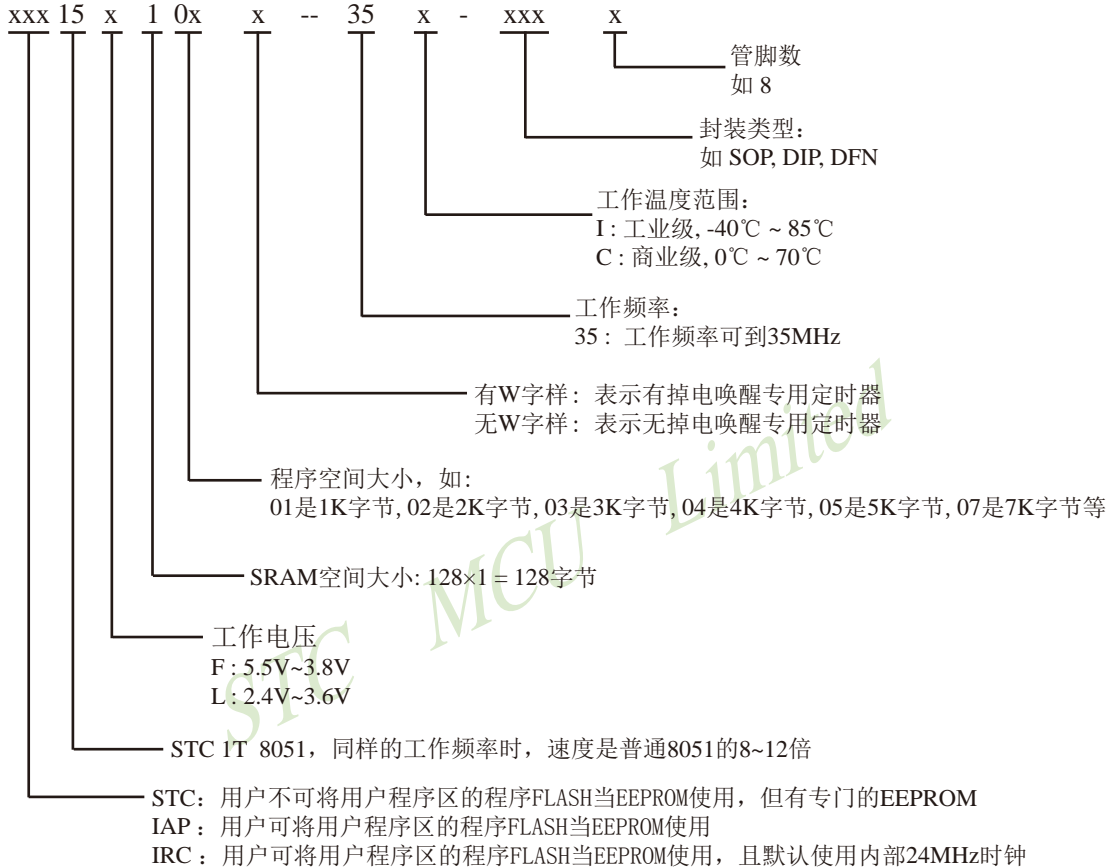 xxx 15 x 1 0x x -- 35 x - xxx x
管脚数
如 8
封装类型：
如 SOP, DIP, DFN
工作温度范围：
I : 工业级, -40℃ ~ 85℃
C : 商业级, 0℃ ~ 70℃
工作频率：
35 : 工作频率可到35MHz
有W字样： 表示有掉电唤醒专用定时器
无W字样： 表示无掉电唤醒专用定时器
程序空间大小，如:
01是1K字节, 02是2K字节, 03是3K字节, 04是4K字节, 05是5K字节, 07是7K字节等
SRAM空间大小: 128×1 = 128字节
工作电压
F : 5.5V~3.8V
L : 2.4V~3.6V
STC 1T 8051，同样的工作频率时，速度是普通8051的8~12倍
STC： 用户不可将用户程序区的程序FLASH当EEPROM使用，但有专门的EEPROM
IAP： 用户可将用户程序区的程序FLASH当EEPROM使用
IRC： 用户可将用户程序区的程序FLASH当EEPROM使用，且默认使用内部24MHz时钟
STC MCU Limited